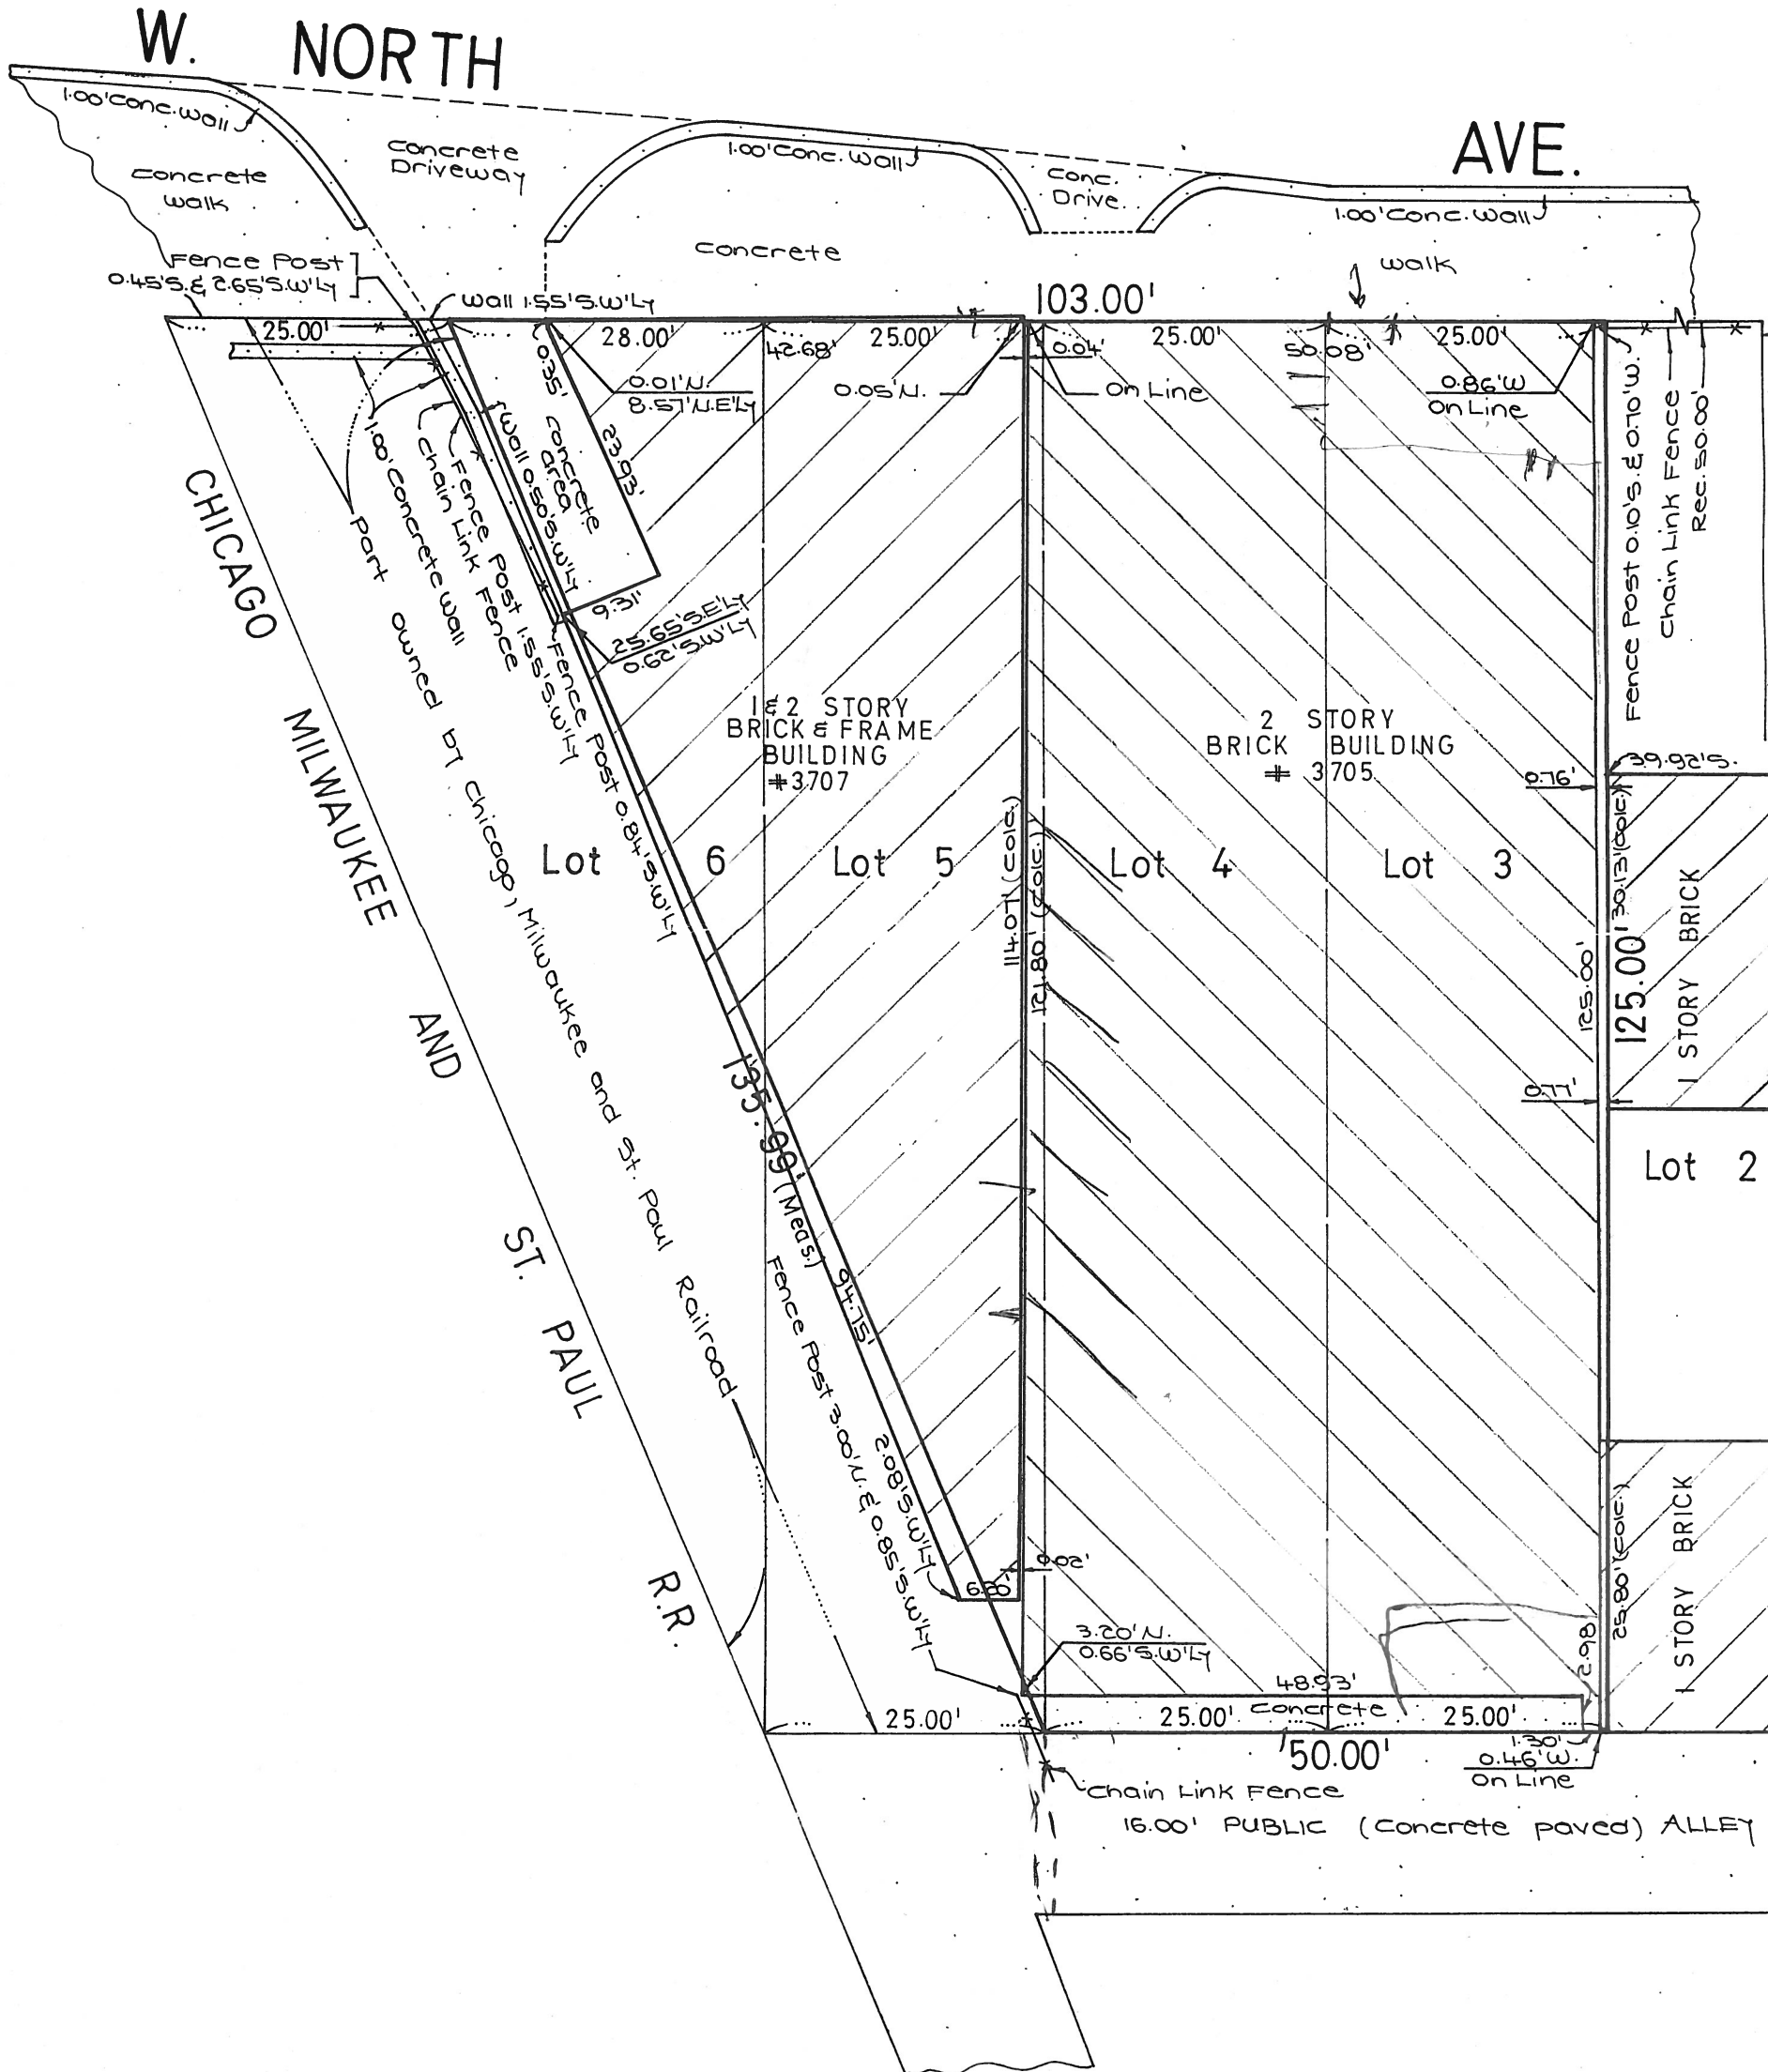 W. NORTH AVE.
1.00' Conc. Wall
Concrete
Walk
Concrete
Driveway
1.00' Conc. Wall
Conc.
Drive
1.00' Conc. Wall
Concrete
Walk
Fence Post
0.45'S. & 2.65'S.W'LY
Wall 1.55'S.W'LY
103.00'
25.00'
28.00'
42.68'
25.00'
0.04'
25.00'
50.08'
25.00'
0.35'
0.01'N.
8.57'N.E'LY
0.05'N.
On Line
0.86'W
On Line
Concrete
area
23.93'
Wall 0.50'S.W'LY
9.31'
25.65'S.E'LY
0.62'S.W'LY
Fence Post 1.55'S.W'LY
Chain Link Fence
1.00' Concrete Wall
Part owned by Chicago, Milwaukee and St. Paul Railroad
Fence Post 0.84'S.W'LY
CHICAGO
MILWAUKEE
AND
ST. PAUL
R.R.
Fence Post 0.10'S. & 0.70'W.
Chain Link Fence
Rec. 50.00'
1 & 2 STORY
BRICK & FRAME
BUILDING
#3707
2 STORY
BRICK BUILDING
# 3705
0.76'
39.92'S.
30.13'(Calc.)
Lot 6
Lot 5
Lot 4
Lot 3
114.07'(Calc.)
121.80' (Calc.)
125.00'
125.00'
1 STORY BRICK
0.77'
Lot 2
135.99' (Meas.)
94.75'
Fence Post 3.00'N. & 0.85'S.W'LY
2.08'S.W'LY
0.02'
6.20'
3.20'N.
0.66'S.W'LY
48.93'
2.98
25.80'(Calc.)
1 STORY BRICK
25.00'
25.00'
Concrete
25.00'
50.00'
1.30'
0.46'W.
On Line
Chain Link Fence
16.00' PUBLIC (Concrete paved) ALLEY